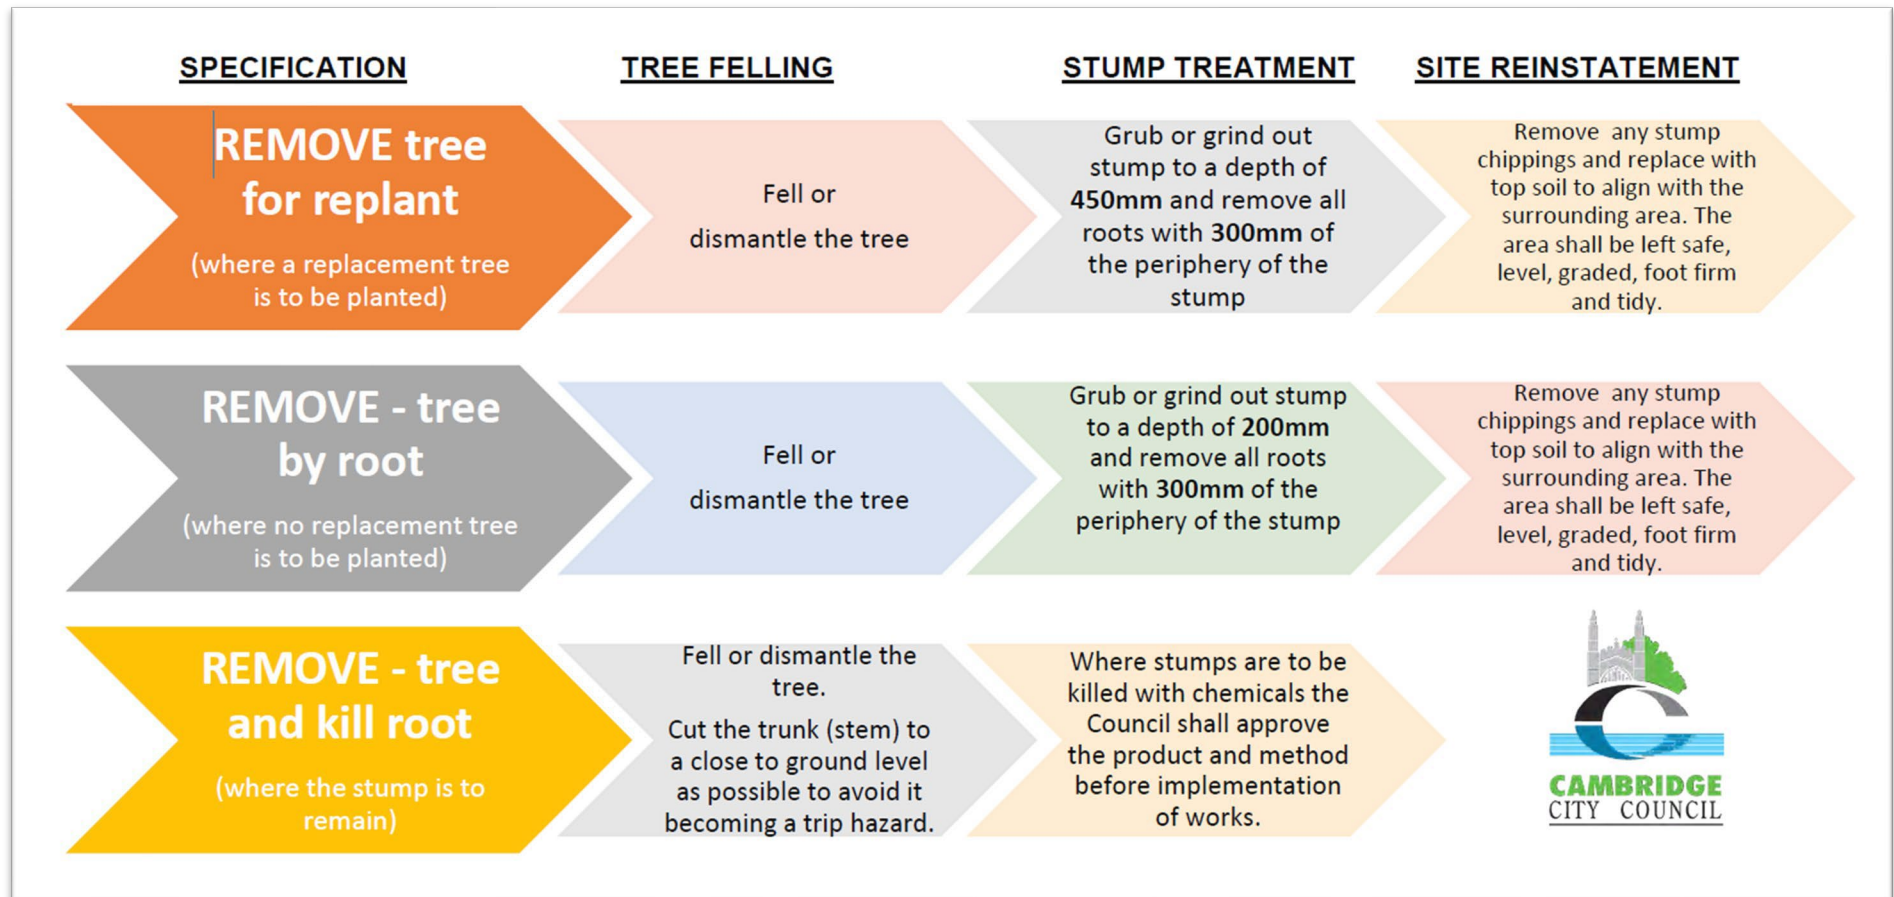 SPECIFICATION
TREE FELLING
STUMP TREATMENT
SITE REINSTATEMENT
REMOVE tree
for replant
(where a replacement tree
is to be planted)
Fell or
dismantle the tree
Grub or grind out
stump to a depth of
450mm and remove all
roots with 300mm of
the periphery of the
stump
Remove any stump
chippings and replace with
top soil to align with the
surrounding area. The
area shall be left safe,
level, graded, foot firm
and tidy.
REMOVE - tree
by root
(where no replacement tree
is to be planted)
Fell or
dismantle the tree
Grub or grind out stump
to a depth of 200mm
and remove all roots
with 300mm of the
periphery of the stump
Remove any stump
chippings and replace with
top soil to align with the
surrounding area. The
area shall be left safe,
level, graded, foot firm
and tidy.
REMOVE - tree
and kill root
(where the stump is to
remain)
Fell or dismantle the
tree.
Cut the trunk (stem) to
a close to ground level
as possible to avoid it
becoming a trip hazard.
Where stumps are to be
killed with chemicals the
Council shall approve
the product and method
before implementation
of works.
CAMBRIDGE
CITY COUNCIL